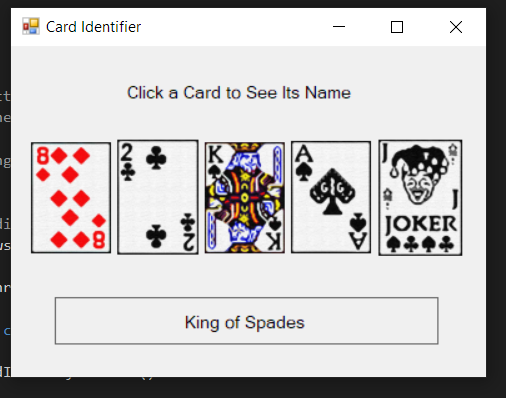 Card Identifier
Click a Card to See Its Name
8 2 K A J
G G
J
JOKER
8 2 K A
King of Spades